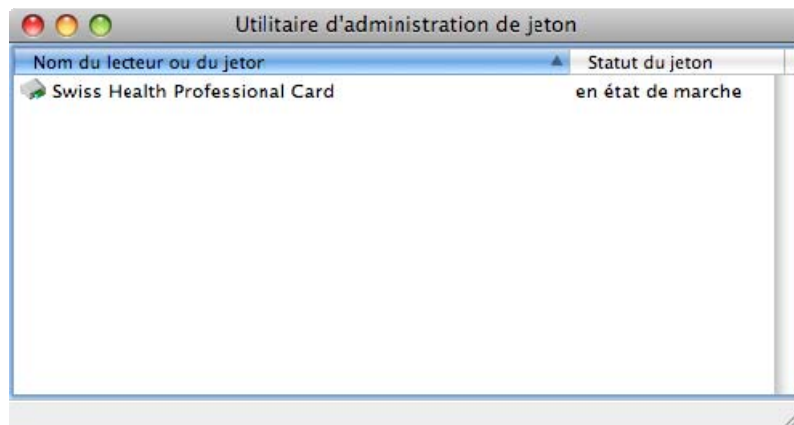 Utilitaire d'administration de jeton
Nom du lecteur ou du jetor Statut du jeton
Swiss Health Professional Card en état de marche